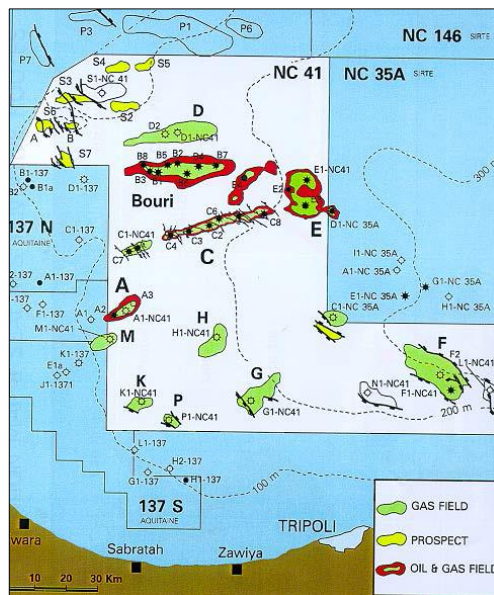 P3
P1
P6
NC 146 SIRTE
P7
S4
S5
S3
S1-NC 41
NC 41
NC 35A SIRTE
S2
S6
A
B
D
D2
D1-NC41
S7
B1-137
B1a
B2
D1-137
B8
B5
B2
B7
B3
B1
E1-NC41
E2
300 m
Bouri
D1-NC 35A
137 N
AQUITAINE
C1-137
C6
C8
E
C1-NC41
C7
C4
C3
C2
C
I1-NC 35A
A1-NC 35A
2-137
A1-137
G1-NC 35A
E1-NC 35A
H1-NC 35A
A
A3
-137
F1-137
A1
A2
A1-NC41
C1-NC 35A
M1-NC41
M
H
H1-NC41
K1-137
E1a
J1-1371
F
F2
L1-NC41
G
N1-NC41
F1-NC41
K
K1-NC41
P
P1-NC41
G1-NC41
200 m
L1-137
H2-137
G1-137
H1-137
100 m
137 S
AQUITAINE
GAS FIELD
TRIPOLI
PROSPECT
wara
Sabratah
Zawiya
OIL & GAS FIELD
10 20 30 Km